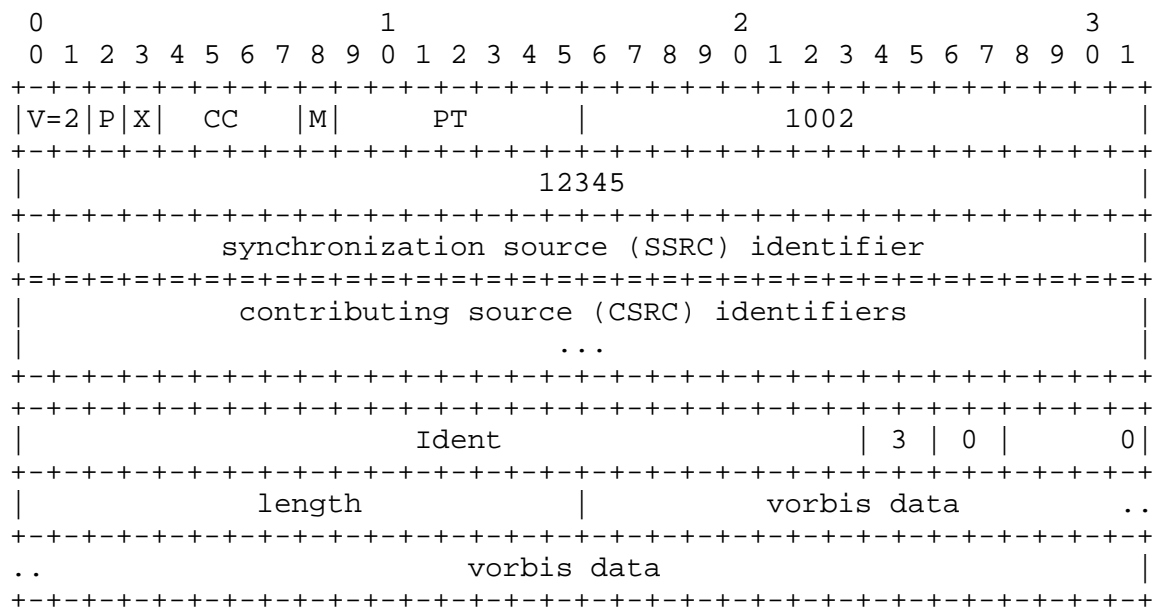 0                   1                   2                   3
 0 1 2 3 4 5 6 7 8 9 0 1 2 3 4 5 6 7 8 9 0 1 2 3 4 5 6 7 8 9 0 1
+-+-+-+-+-+-+-+-+-+-+-+-+-+-+-+-+-+-+-+-+-+-+-+-+-+-+-+-+-+-+-+-+
|V=2|P|X|  CC   |M|     PT      |           1002                |
+-+-+-+-+-+-+-+-+-+-+-+-+-+-+-+-+-+-+-+-+-+-+-+-+-+-+-+-+-+-+-+-+
|                             12345                             |
+-+-+-+-+-+-+-+-+-+-+-+-+-+-+-+-+-+-+-+-+-+-+-+-+-+-+-+-+-+-+-+-+
|           synchronization source (SSRC) identifier            |
+=+=+=+=+=+=+=+=+=+=+=+=+=+=+=+=+=+=+=+=+=+=+=+=+=+=+=+=+=+=+=+=+
|            contributing source (CSRC) identifiers             |
|                              ...                              |
+-+-+-+-+-+-+-+-+-+-+-+-+-+-+-+-+-+-+-+-+-+-+-+-+-+-+-+-+-+-+-+-+
+-+-+-+-+-+-+-+-+-+-+-+-+-+-+-+-+-+-+-+-+-+-+-+-+-+-+-+-+-+-+-+-+
|                      Ident                    | 3 | 0 |      0|
+-+-+-+-+-+-+-+-+-+-+-+-+-+-+-+-+-+-+-+-+-+-+-+-+-+-+-+-+-+-+-+-+
|             length            |          vorbis data         ..
+-+-+-+-+-+-+-+-+-+-+-+-+-+-+-+-+-+-+-+-+-+-+-+-+-+-+-+-+-+-+-+-+
..                        vorbis data                           |
+-+-+-+-+-+-+-+-+-+-+-+-+-+-+-+-+-+-+-+-+-+-+-+-+-+-+-+-+-+-+-+-+